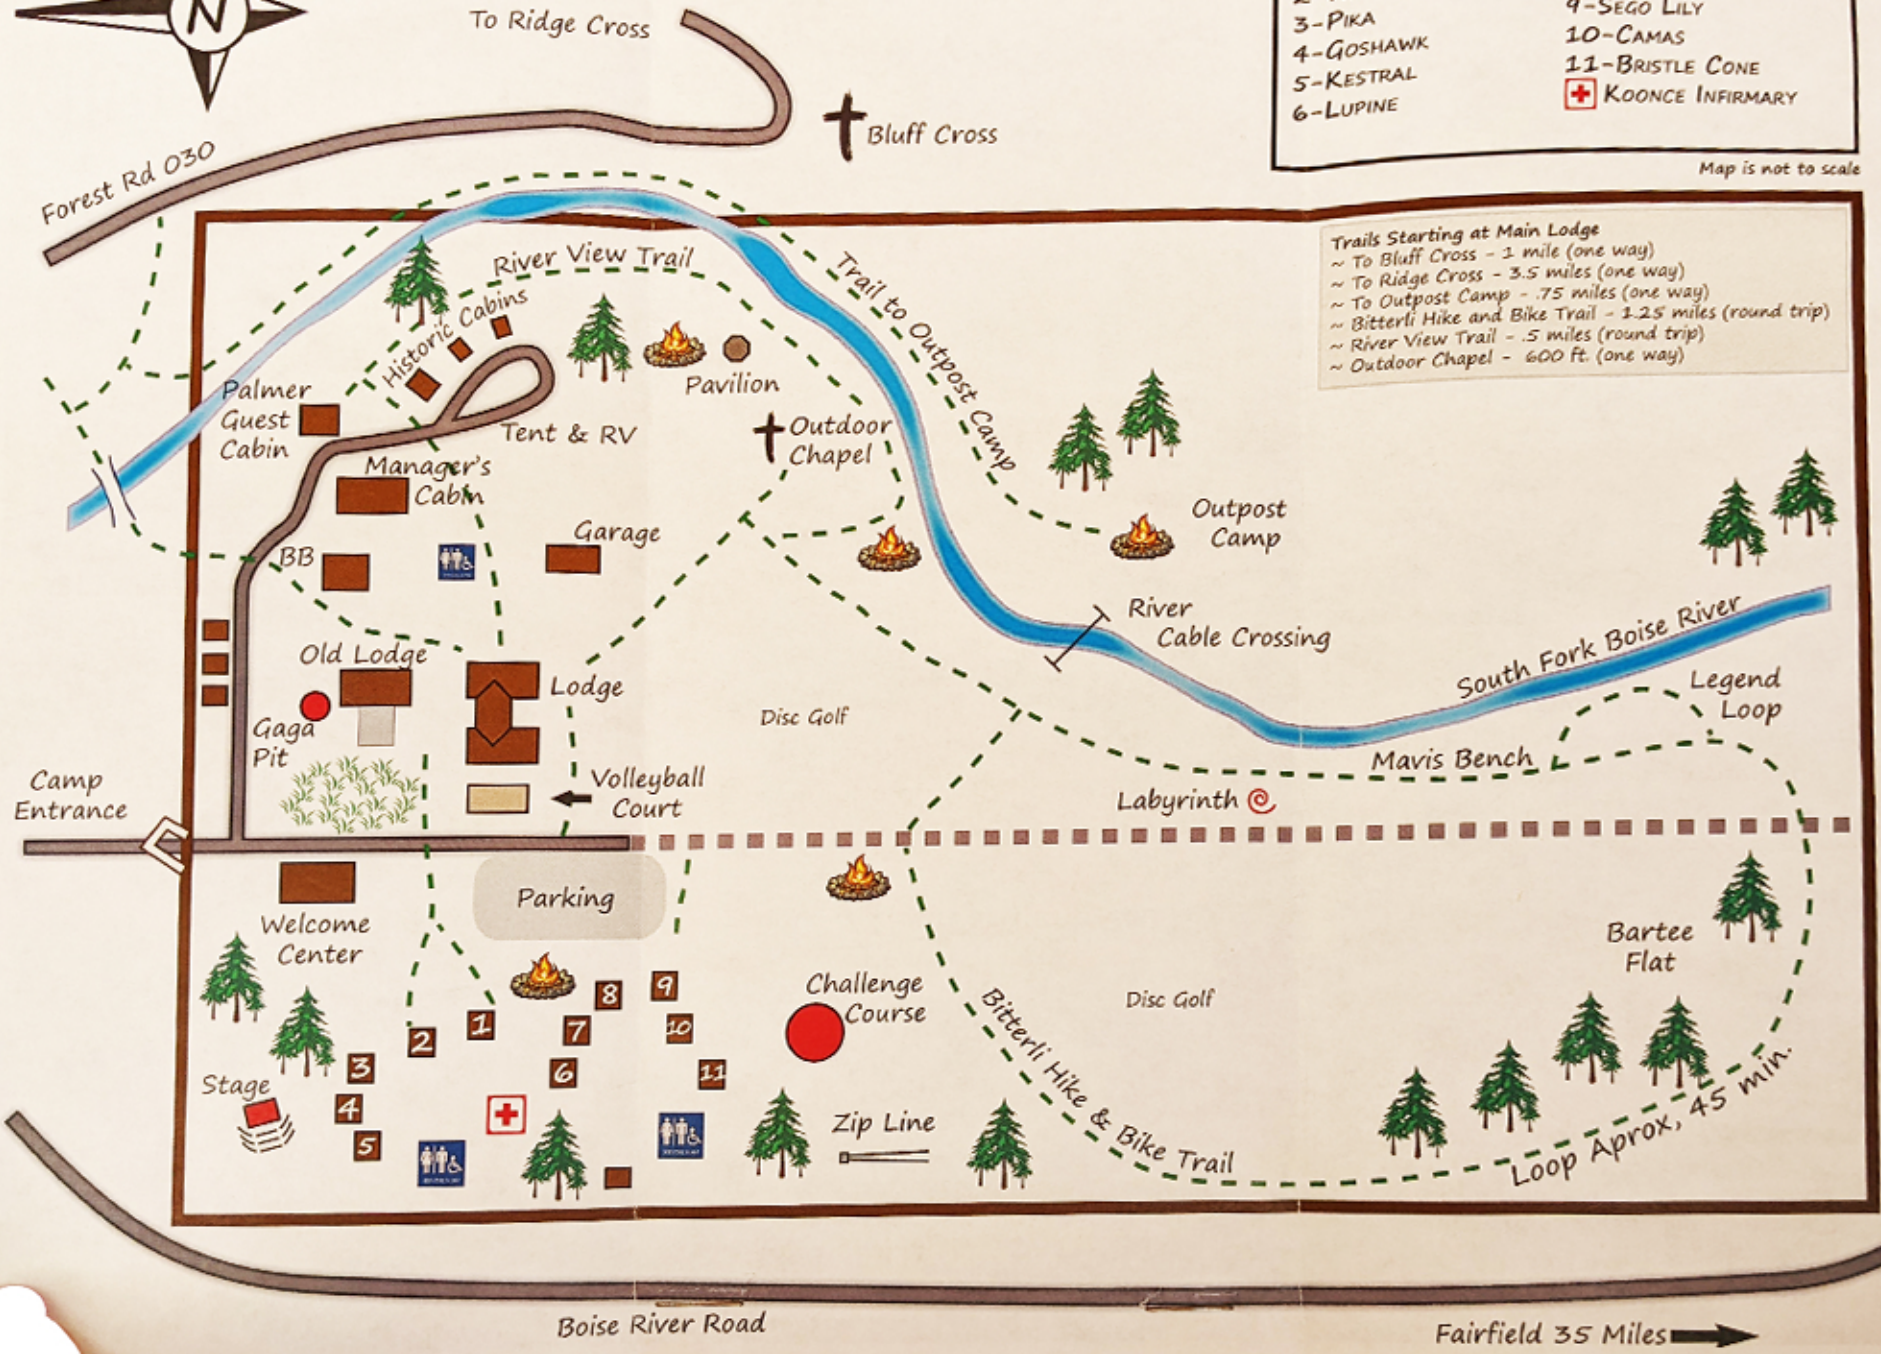 N
To Ridge Cross
3-Pika
4-Goshawk
5-Kestral
6-Lupine
9-Sego Lily
10-Camas
11-Bristle Cone
Koonce Infirmary
Map is not to scale
Forest Rd 030
Bluff Cross
Trails Starting at Main Lodge
~ To Bluff Cross - 1 mile (one way)
~ To Ridge Cross - 3.5 miles (one way)
~ To Outpost Camp - .75 miles (one way)
~ Bitterli Hike and Bike Trail - 1.25 miles (round trip)
~ River View Trail - .5 miles (round trip)
~ Outdoor Chapel - 600 ft. (one way)
River View Trail
Trail to Outpost Camp
Historic Cabins
Palmer
Guest
Cabin
Pavilion
Tent & RV
Outdoor
Chapel
Manager's
Cabin
Garage
BB
Outpost
Camp
River
Cable Crossing
South Fork Boise River
Old Lodge
Lodge
Gaga
Pit
Disc Golf
Legend
Loop
Mavis Bench
Camp
Entrance
Volleyball
Court
Labyrinth
Welcome
Center
Parking
Bartee
Flat
Challenge
Course
Disc Golf
Bitterli Hike & Bike Trail
Stage
1
2
3
4
5
6
7
8
9
10
11
Zip Line
Loop Aprox, 45 min.
Boise River Road
Fairfield 35 Miles